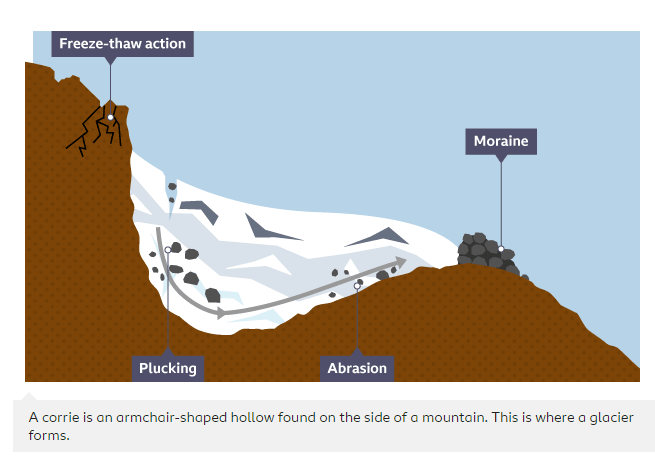 Freeze-thaw action
Moraine
Plucking
Abrasion
A corrie is an armchair-shaped hollow found on the side of a mountain. This is where a glacier
forms.